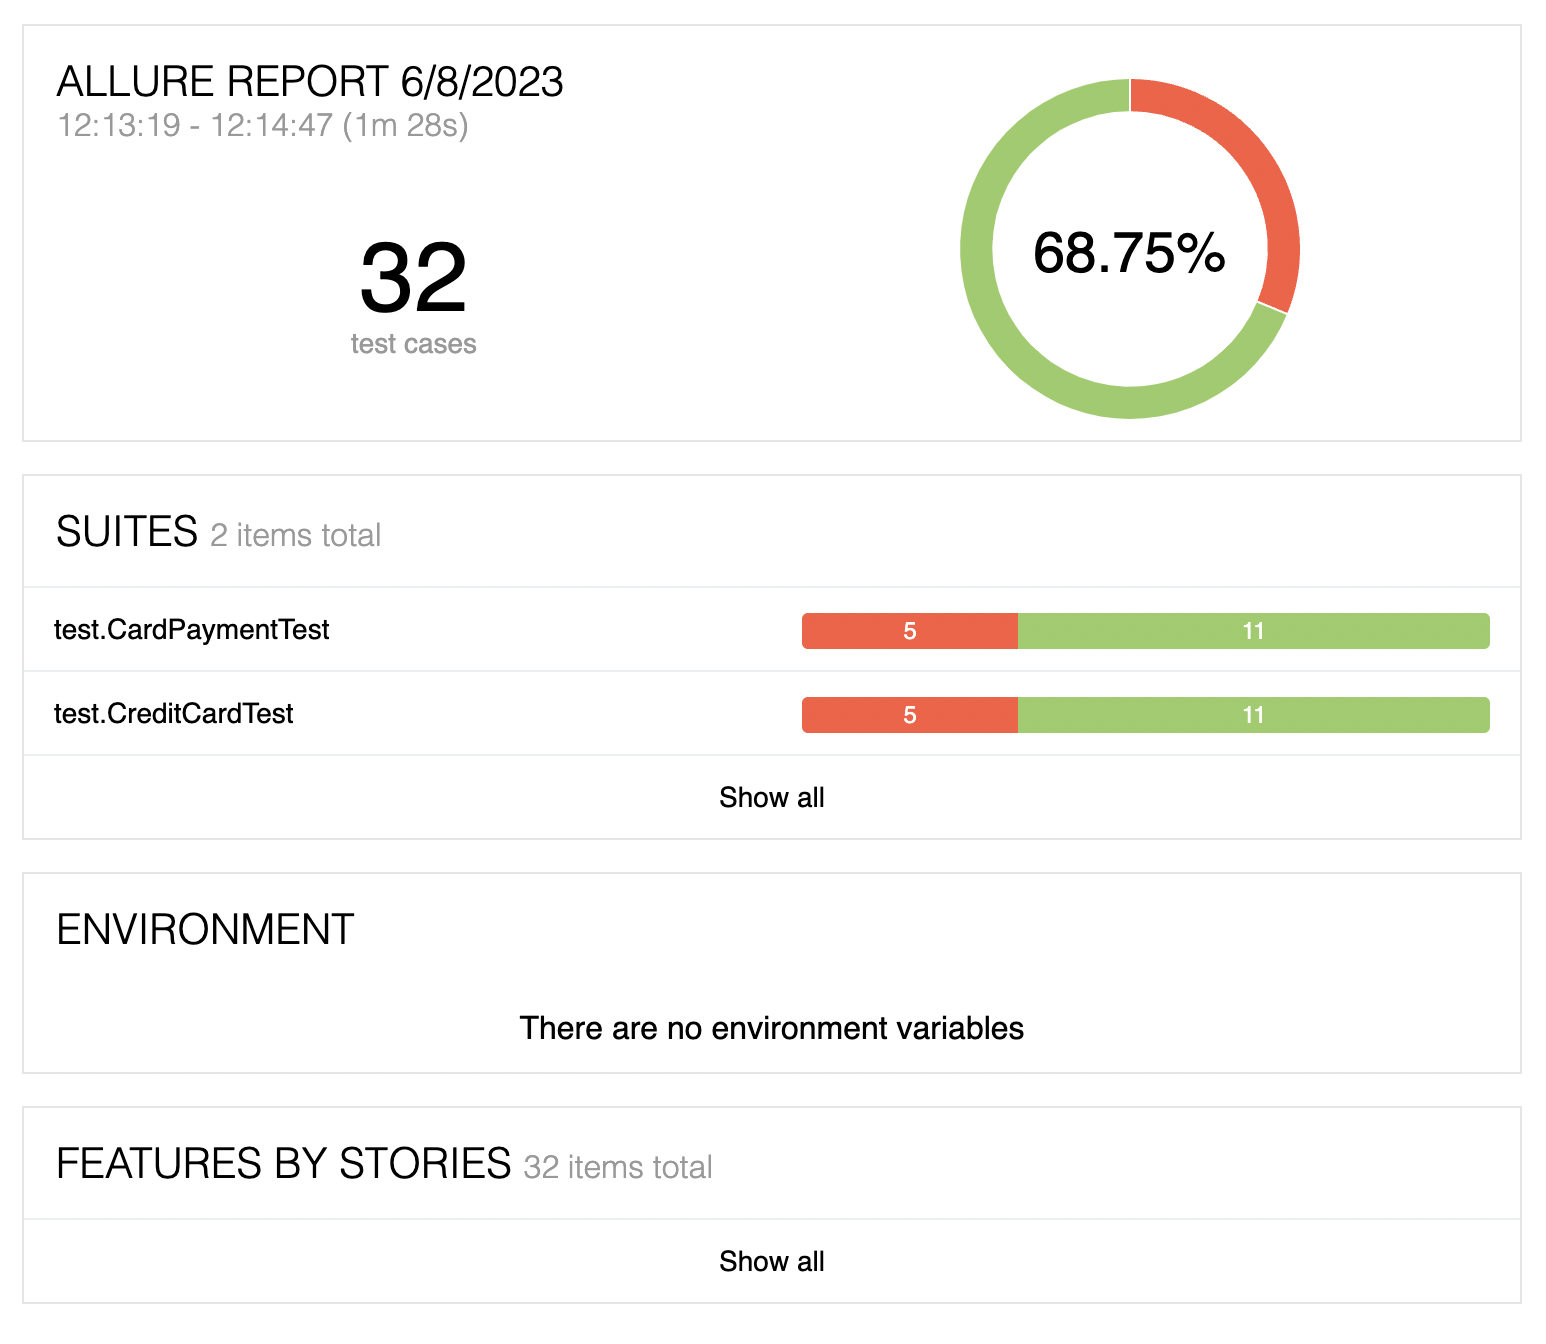 ALLURE REPORT 6/8/2023
12:13:19 - 12:14:47 (1m 28s)
32
test cases
68.75%
SUITES 2 items total
test.CardPaymentTest 5 11
test.CreditCardTest 5 11
Show all
ENVIRONMENT
There are no environment variables
FEATURES BY STORIES 32 items total
Show all